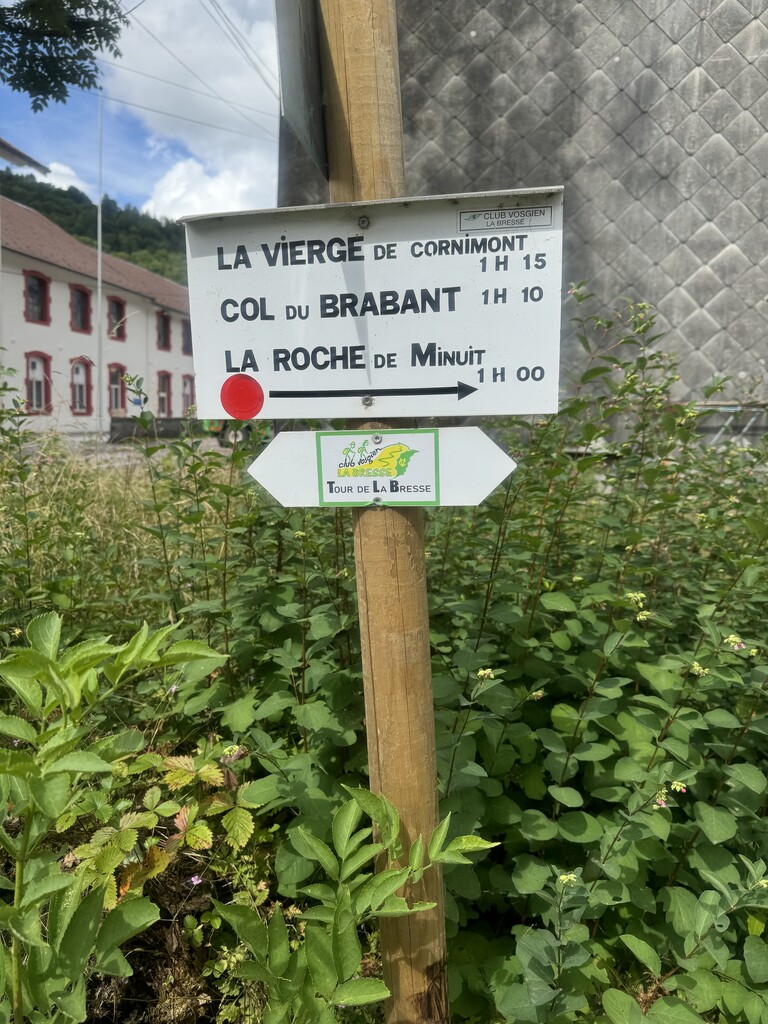 CLUB VOSGIEN
LA BRESSE
LA VIERGE DE CORNIMONT
1 H 15
COL DU BRABANT 1H 10
LA ROCHE DE MINUIT
1H 00
club vosgien
LA BRESSE
TOUR DE LA BRESSE